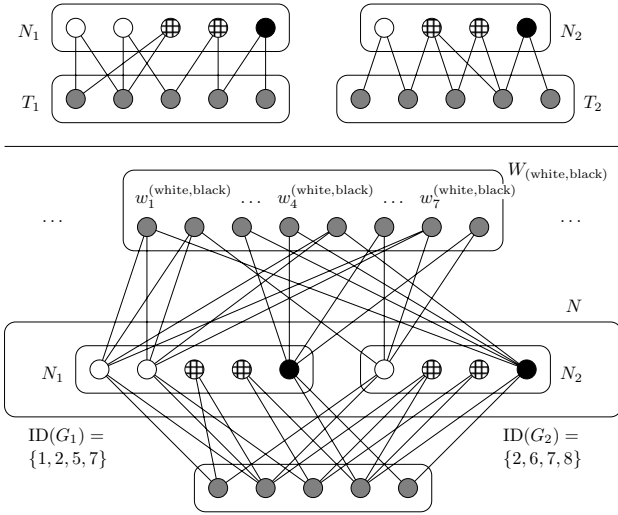 N₁ N₂
T₁ T₂
W₍white,black₎
w₁^(white,black) … w₄^(white,black) … w₇^(white,black)
… …
N
N₁ N₂
ID(G₁) = ID(G₂) =
{1, 2, 5, 7} {2, 6, 7, 8}